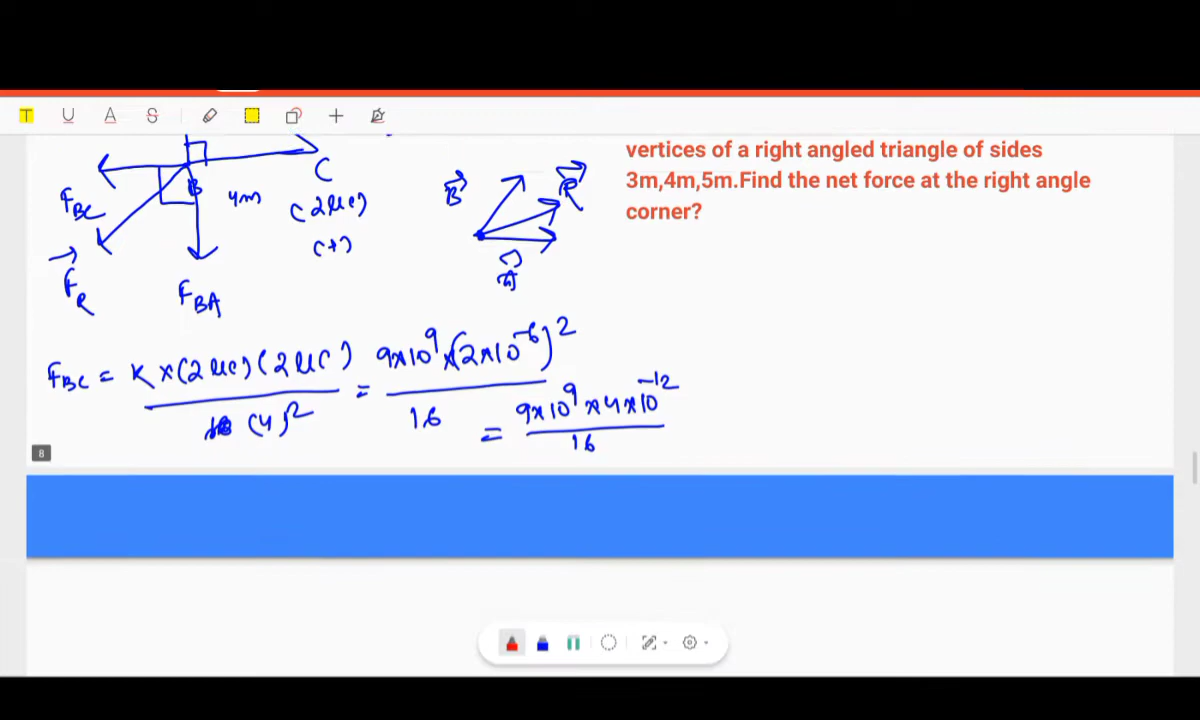 T U A S
vertices of a right angled triangle of sides
3m,4m,5m.Find the net force at the right angle
corner?
B C
F_BC 4m (2μC)
(+)
F_R F_BA
B R
A
F_BC = K×(2μC)(2μC) / (4)² = 9×10⁹×(2×10⁻⁶)² / 16
= 9×10⁹×4×10⁻¹² / 16
8